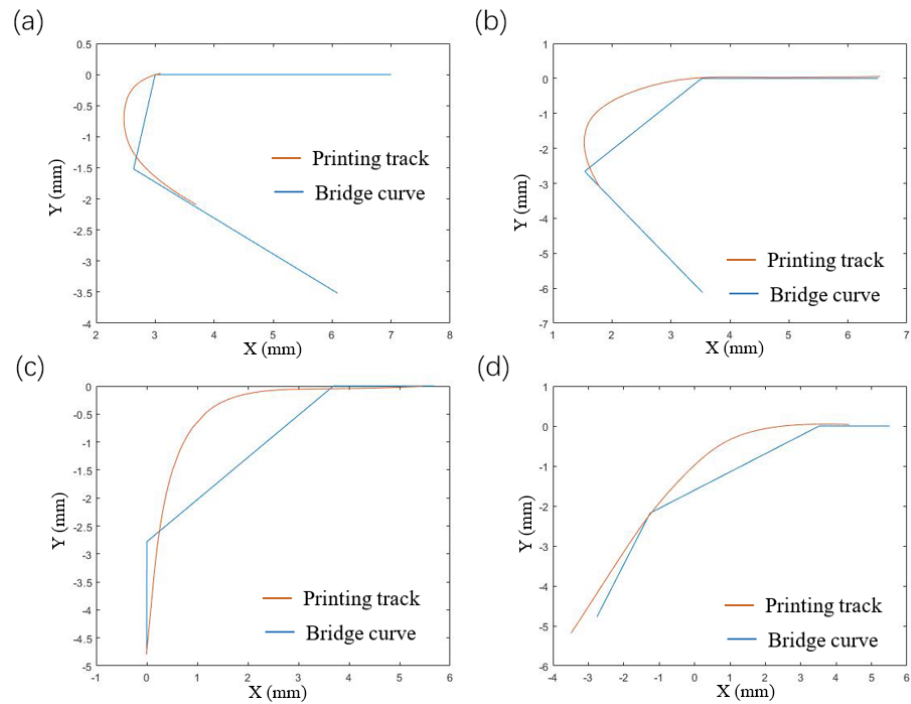 (a)
0.5
0
-0.5
-1
-1.5
-2
-2.5
-3
-3.5
-4
Y (mm)
2 3 4 5 6 7 8
X (mm)
Printing track
Bridge curve
(b)
1
0
-1
-2
-3
-4
-5
-6
-7
Y (mm)
1 2 3 4 5 6 7
X (mm)
Printing track
Bridge curve
(c)
0
-0.5
-1
-1.5
-2
-2.5
-3
-3.5
-4
-4.5
-5
Y (mm)
-1 0 1 2 3 4 5 6
X (mm)
Printing track
Bridge curve
(d)
1
0
-1
-2
-3
-4
-5
-6
Y (mm)
-4 -3 -2 -1 0 1 2 3 4 5 6
X (mm)
Printing track
Bridge curve